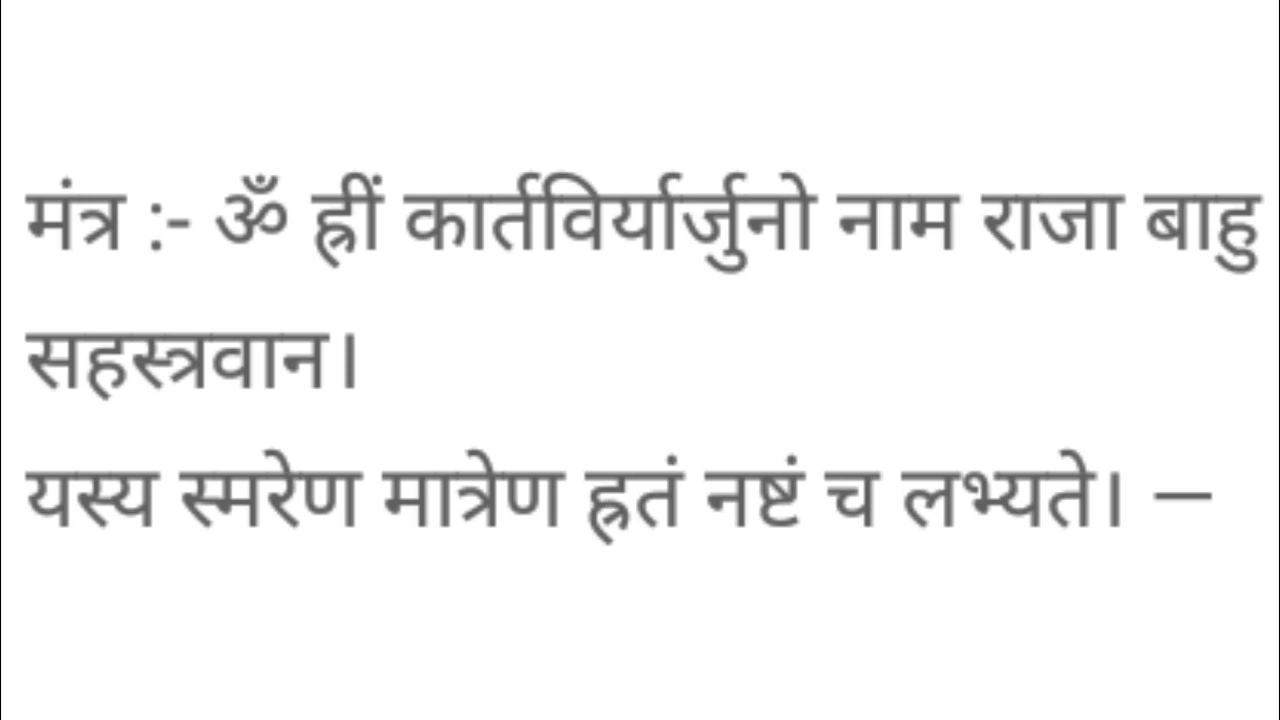 मंत्र :- ॐ ह्रीं कार्तविर्यार्जुनो नाम राजा बाहु
सहस्त्रवान।
यस्य स्मरेण मात्रेण ह्रतं नष्टं च लभ्यते। —